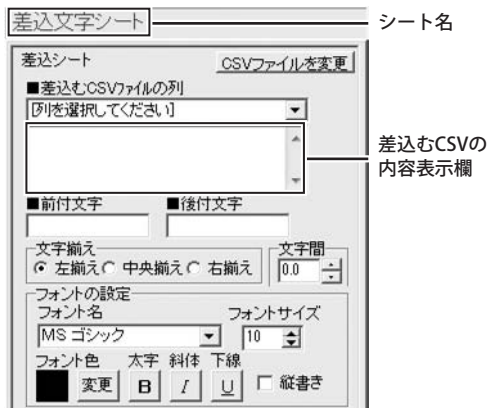 差込文字シート
シート名
差込シート
CSVファイルを変更
■差込むCSVファイルの列
[列を選択してください]
差込むCSVの
内容表示欄
■前付文字 ■後付文字
文字揃え 文字間
左揃え 中央揃え 右揃え 0.0
フォントの設定
フォント名 フォントサイズ
MS ゴシック 10
フォント色 太字 斜体 下線
変更 B I U 縦書き